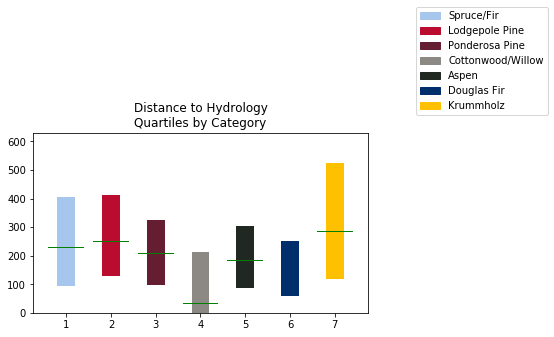 Spruce/Fir
Lodgepole Pine
Ponderosa Pine
Cottonwood/Willow
Aspen
Douglas Fir
Krummholz
Distance to Hydrology
Quartiles by Category
600
500
400
300
200
100
0
1 2 3 4 5 6 7